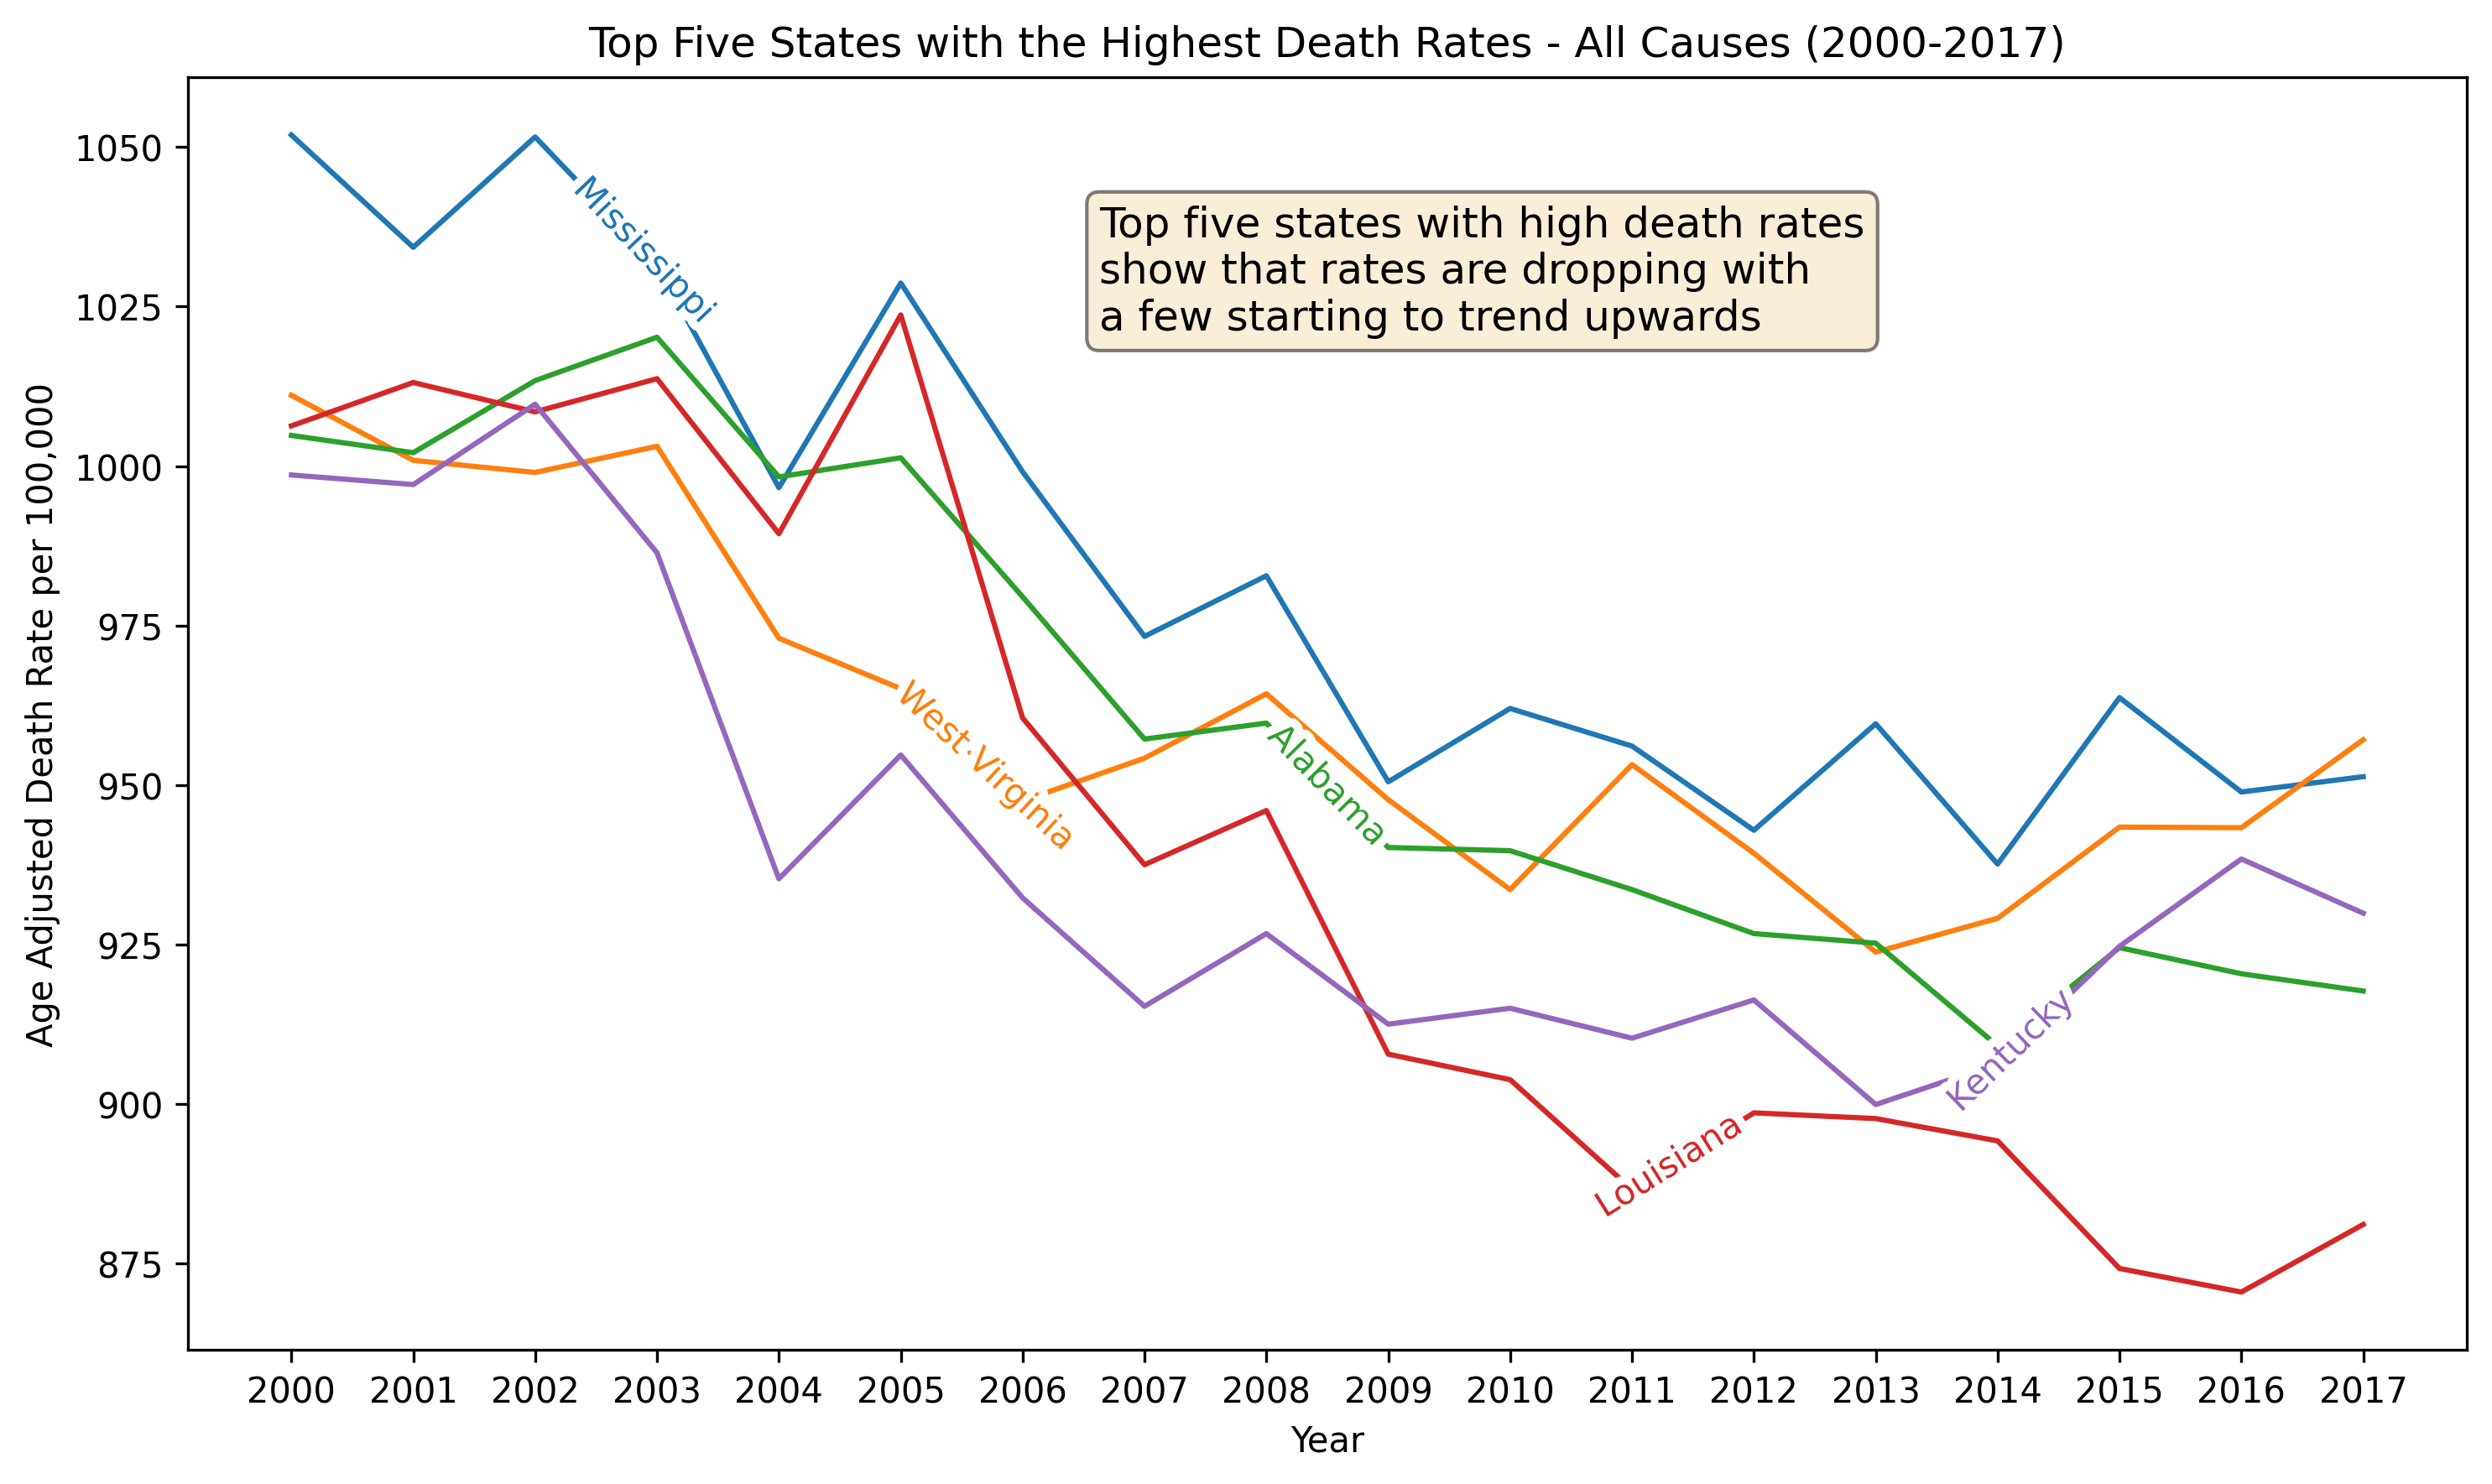 Top Five States with the Highest Death Rates - All Causes (2000-2017)
Age Adjusted Death Rate per 100,000
1050
1025
1000
975
950
925
900
875
Mississippi
Top five states with high death rates
show that rates are dropping with
a few starting to trend upwards
West Virginia
Alabama
Kentucky
Louisiana
2000 2001 2002 2003 2004 2005 2006 2007 2008 2009 2010 2011 2012 2013 2014 2015 2016 2017
Year